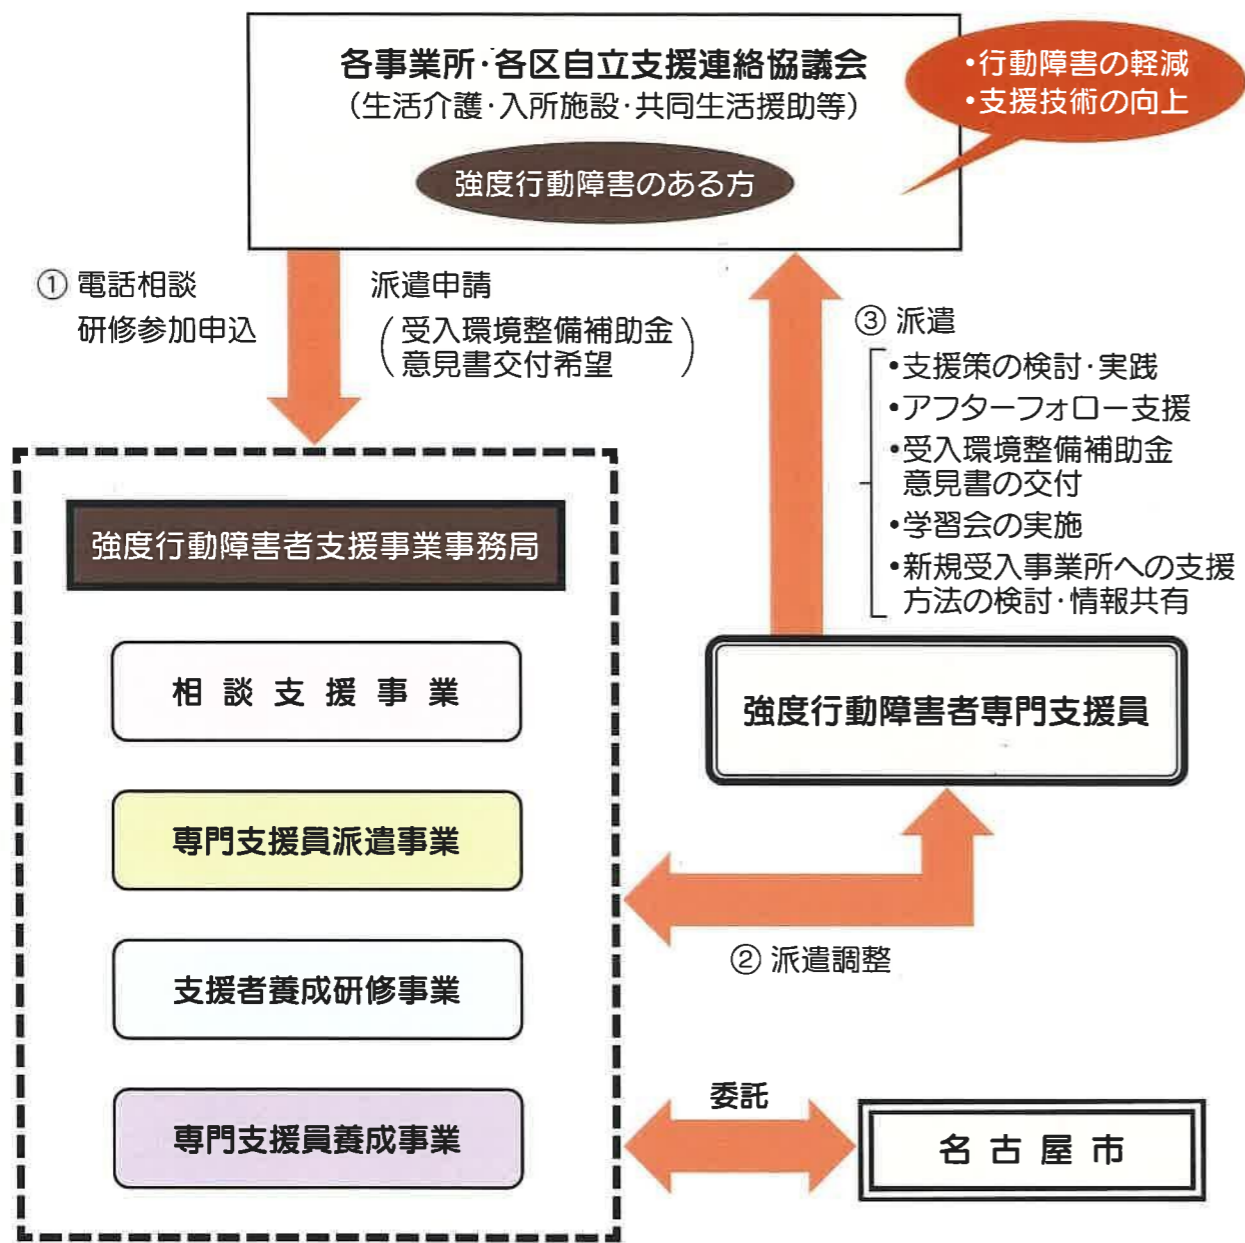 各事業所･各区自立支援連絡協議会
（生活介護･入所施設･共同生活援助等）
強度行動障害のある方
•行動障害の軽減
•支援技術の向上
① 電話相談
研修参加申込
派遣申請
（受入環境整備補助金
意見書交付希望）
③ 派遣
•支援策の検討･実践
•アフターフォロー支援
•受入環境整備補助金
意見書の交付
•学習会の実施
•新規受入事業所への支援
方法の検討･情報共有
強度行動障害者支援事業事務局
相談支援事業
専門支援員派遣事業
支援者養成研修事業
専門支援員養成事業
強度行動障害者専門支援員
② 派遣調整
委託
名古屋市